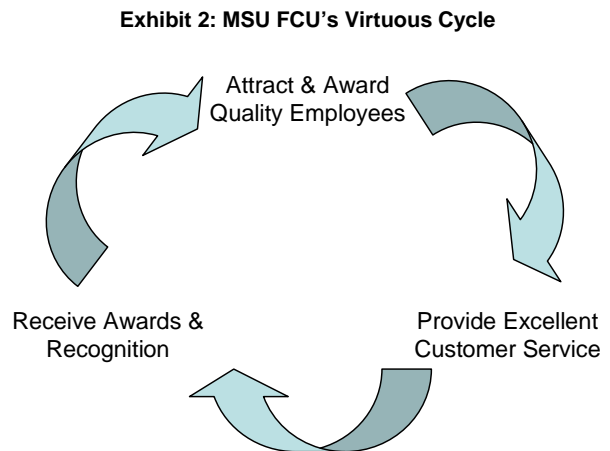 Exhibit 2: MSU FCU's Virtuous Cycle
Attract & Award
Quality Employees
Provide Excellent
Customer Service
Receive Awards &
Recognition